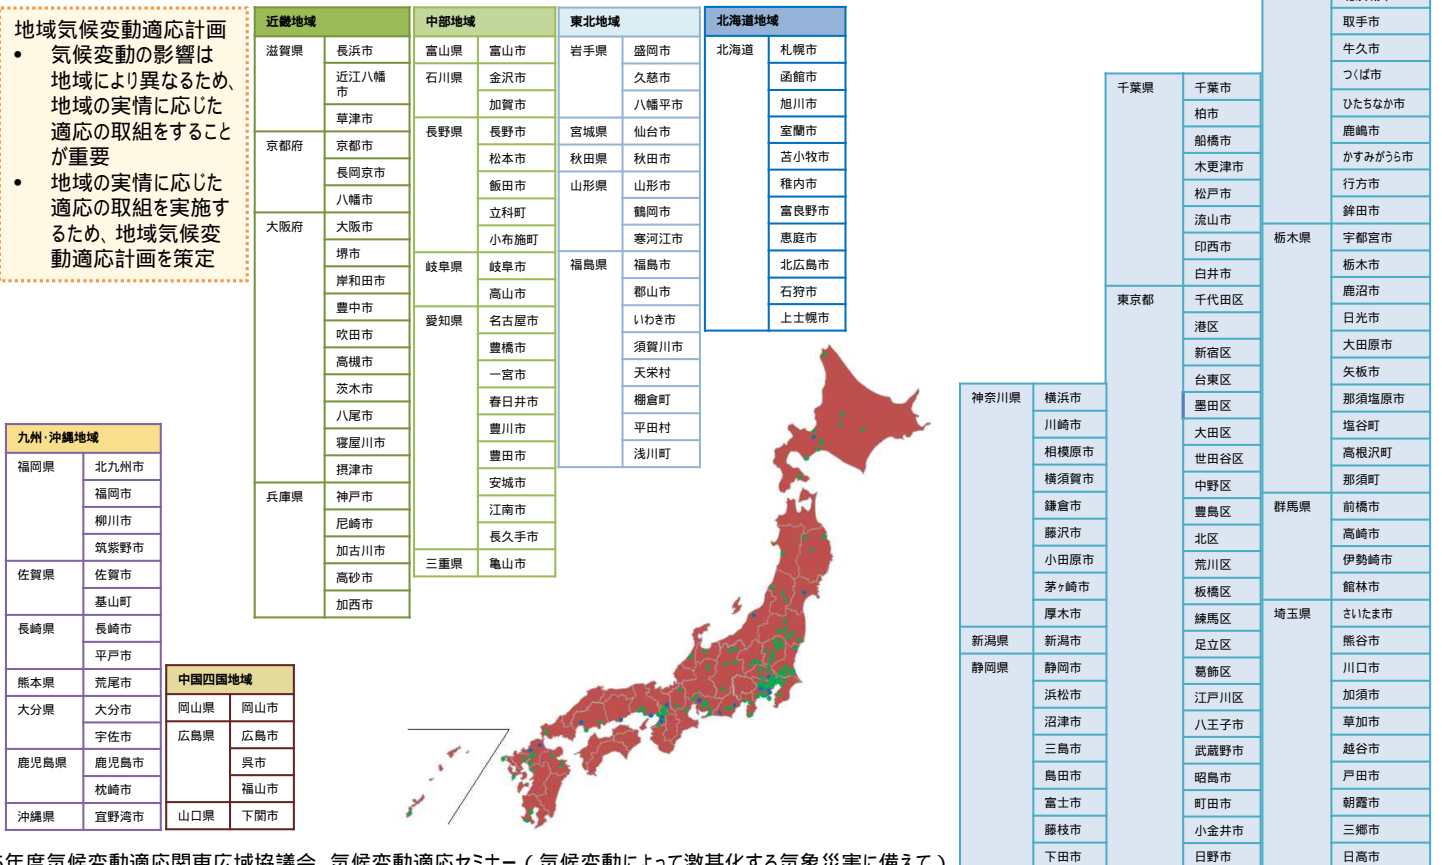 地域気候変動適応計画
• 気候変動の影響は
地域により異なるため、
地域の実情に応じた
適応の取組をすること
が重要
• 地域の実情に応じた
適応の取組を実施す
るため、地域気候変
動適応計画を策定
近畿地域
滋賀県 長浜市
近江八幡
市
草津市
京都府 京都市
長岡京市
八幡市
大阪府 大阪市
堺市
岸和田市
豊中市
吹田市
高槻市
茨木市
八尾市
寝屋川市
摂津市
兵庫県 神戸市
尼崎市
加古川市
高砂市
加西市
中部地域
富山県 富山市
石川県 金沢市
加賀市
長野県 長野市
松本市
飯田市
立科町
小布施町
岐阜県 岐阜市
高山市
愛知県 名古屋市
豊橋市
一宮市
春日井市
豊川市
豊田市
安城市
江南市
長久手市
三重県 亀山市
東北地域
岩手県 盛岡市
久慈市
八幡平市
宮城県 仙台市
秋田県 秋田市
山形県 山形市
鶴岡市
寒河江市
福島県 福島市
郡山市
いわき市
須賀川市
天栄村
棚倉町
平田村
浅川町
北海道地域
北海道 札幌市
函館市
旭川市
室蘭市
苫小牧市
稚内市
富良野市
恵庭市
北広島市
石狩市
上士幌市
九州・沖縄地域
福岡県 北九州市
福岡市
柳川市
筑紫野市
佐賀県 佐賀市
基山町
長崎県 長崎市
平戸市
熊本県 荒尾市
大分県 大分市
宇佐市
鹿児島県 鹿児島市
枕崎市
沖縄県 宜野湾市
中国四国地域
岡山県 岡山市
広島県 広島市
呉市
福山市
山口県 下関市
神奈川県 横浜市
川崎市
相模原市
横須賀市
鎌倉市
藤沢市
小田原市
茅ヶ崎市
厚木市
新潟県 新潟市
静岡県 静岡市
浜松市
沼津市
三島市
島田市
富士市
藤枝市
下田市
千葉県 千葉市
柏市
船橋市
木更津市
松戸市
流山市
印西市
白井市
東京都 千代田区
港区
新宿区
台東区
墨田区
大田区
世田谷区
中野区
豊島区
北区
荒川区
板橋区
練馬区
足立区
葛飾区
江戸川区
八王子市
武蔵野市
昭島市
町田市
小金井市
日野市
取手市
牛久市
つくば市
ひたちなか市
鹿嶋市
かすみがうら市
行方市
鉾田市
栃木県 宇都宮市
栃木市
鹿沼市
日光市
大田原市
矢板市
那須塩原市
塩谷町
高根沢町
那須町
群馬県 前橋市
高崎市
伊勢崎市
館林市
埼玉県 さいたま市
熊谷市
川口市
加須市
草加市
越谷市
戸田市
朝霞市
三郷市
日高市
年度気候変動適応関東広域協議会 気候変動適応セミナー（気候変動によって激甚化する気象災害に備えて）